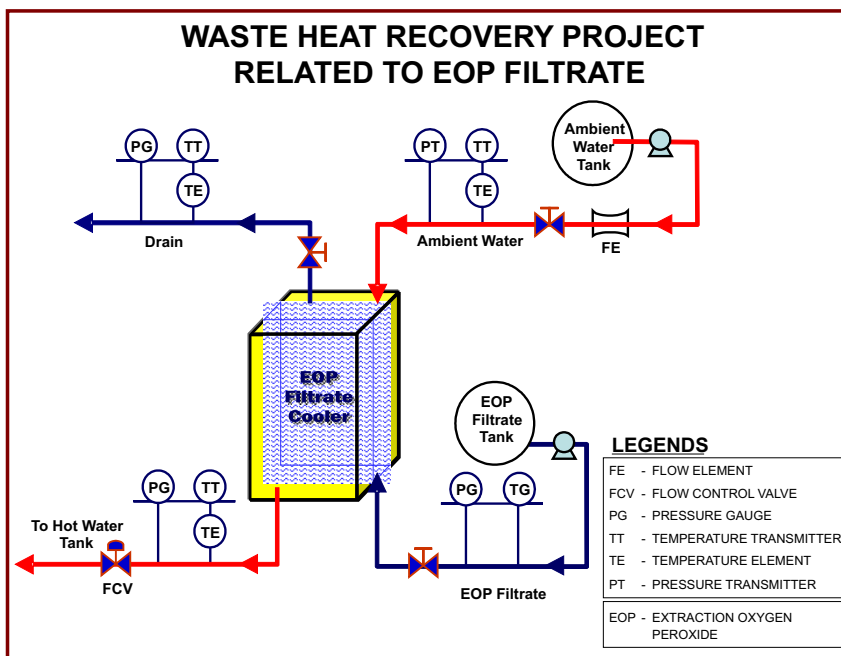 WASTE HEAT RECOVERY PROJECT
RELATED TO EOP FILTRATE
PG
TT
TE
Drain
PT
TT
TE
Ambient Water
Ambient
Water
Tank
FE
EOP
Filtrate
Cooler
EOP
Filtrate
Tank
PG
TG
EOP Filtrate
PG
TT
TE
To Hot Water
Tank
FCV
LEGENDS
FE - FLOW ELEMENT
FCV - FLOW CONTROL VALVE
PG - PRESSURE GAUGE
TT - TEMPERATURE TRANSMITTER
TE - TEMPERATURE ELEMENT
PT - PRESSURE TRANSMITTER
EOP - EXTRACTION OXYGEN
PEROXIDE